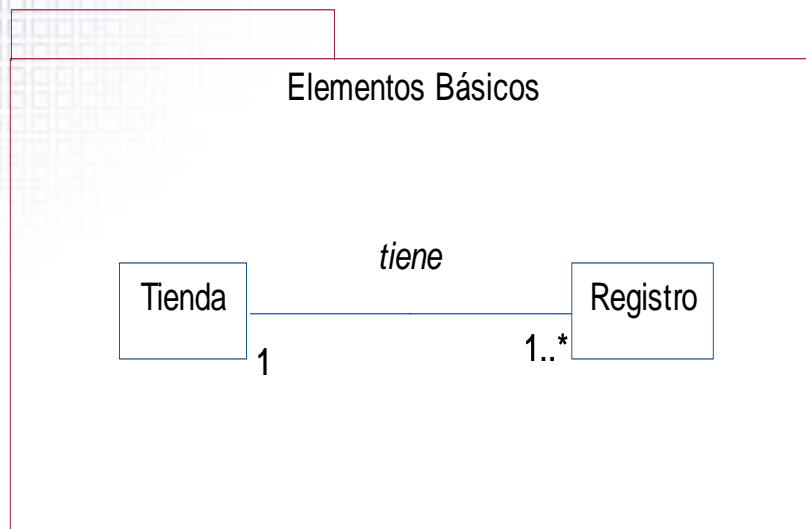 Elementos Básicos
tiene
Tienda
Registro
1
1..*